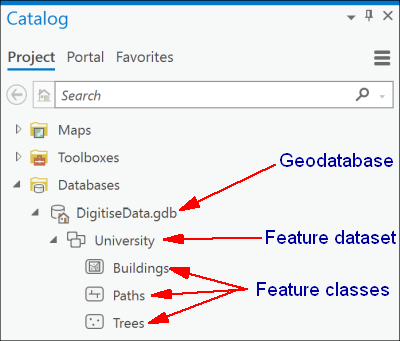 Catalog
Project Portal Favorites
Search
Maps
Toolboxes
Geodatabase
Databases
DigitiseData.gdb
University
Feature dataset
Buildings
Paths
Feature classes
Trees